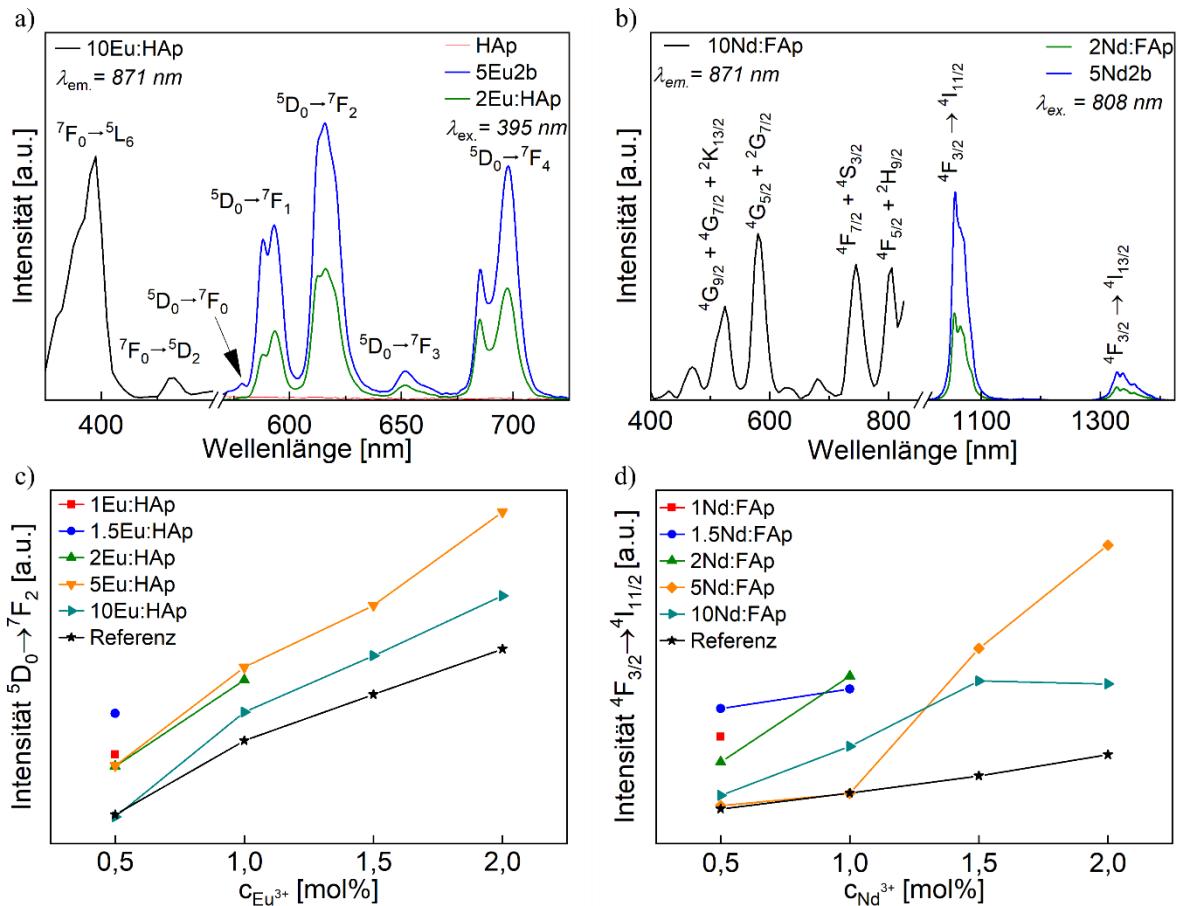 a)
10Eu:HAp
λem. = 871 nm
HAp
5Eu2b
2Eu:HAp
λex. = 395 nm
⁷F₀→⁵L₆
⁷F₀→⁵D₂
⁵D₀→⁷F₀
⁵D₀→⁷F₁
⁵D₀→⁷F₂
⁵D₀→⁷F₃
⁵D₀→⁷F₄
Intensität [a.u.]
400 600 650 700
Wellenlänge [nm]
b)
10Nd:FAp
λem. = 871 nm
2Nd:FAp
5Nd2b
λex. = 808 nm
⁴G9/2 + ⁴G7/2 + ²K13/2
⁴G5/2 + ²G7/2
⁴F7/2 + ⁴S3/2
⁴F5/2 + ²H9/2
⁴F3/2 → ⁴I11/2
⁴F3/2 → ⁴I13/2
Intensität [a.u.]
400 500 600 700 800 1100 1300
Wellenlänge [nm]
c)
1Eu:HAp
1.5Eu:HAp
2Eu:HAp
5Eu:HAp
10Eu:HAp
Referenz
Intensität ⁵D₀→⁷F₂ [a.u.]
0,5 1,0 1,5 2,0
cEu³⁺ [mol%]
d)
1Nd:FAp
1.5Nd:FAp
2Nd:FAp
5Nd:FAp
10Nd:FAp
Referenz
Intensität ⁴F3/2→⁴I11/2 [a.u.]
0,5 1,0 1,5 2,0
cNd³⁺ [mol%]